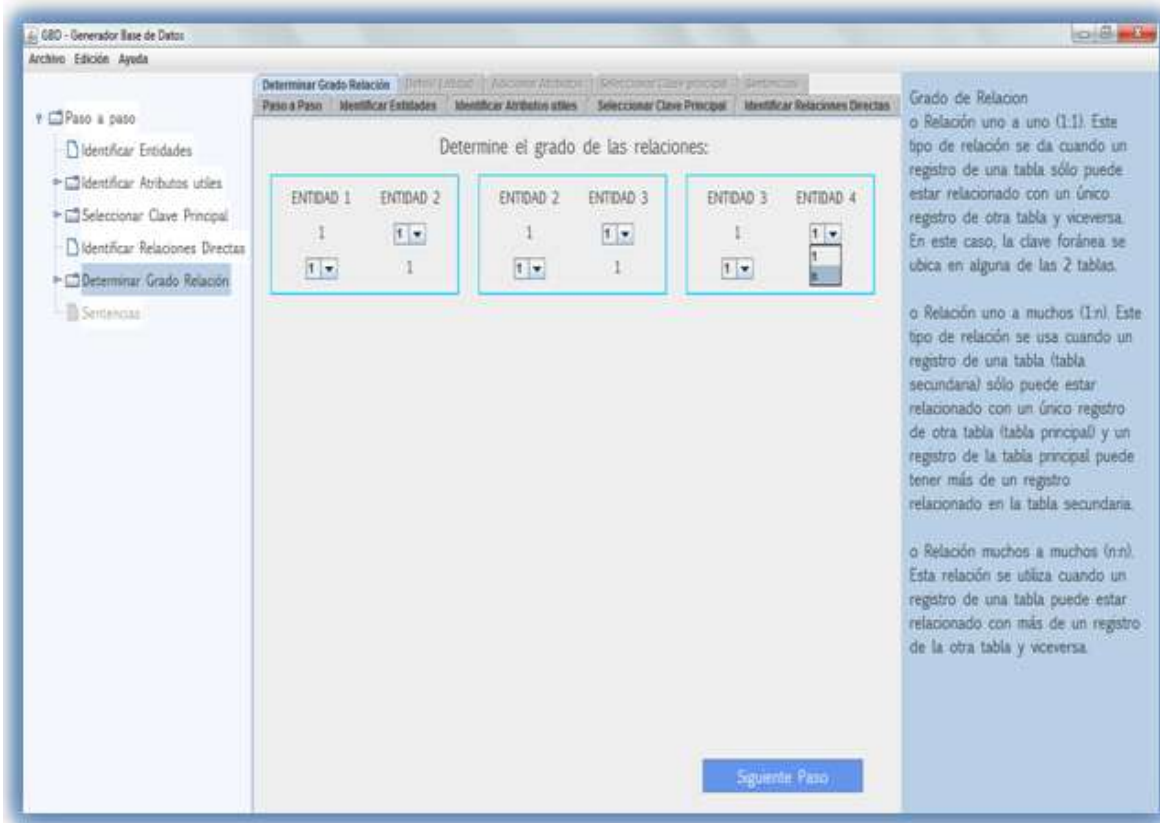 GBD - Generador Base de Datos
Archivo Edición Ayuda
Determinar Grado Relación Definir Entidad Adicionar Atributos Seleccionar Clave principal Sentencias
Paso a Paso Identificar Entidades Identificar Atributos utiles Seleccionar Clave Principal Identificar Relaciones Directas
Paso a paso
Identificar Entidades
Identificar Atributos utiles
Seleccionar Clave Principal
Identificar Relaciones Directas
Determinar Grado Relación
Sentencias
Determine el grado de las relaciones:
ENTIDAD 1 ENTIDAD 2
1 1
1 1
ENTIDAD 2 ENTIDAD 3
1 1
1 1
ENTIDAD 3 ENTIDAD 4
1 1
1
1
n
Siguiente Paso
Grado de Relacion
o Relación uno a uno (1:1). Este
tipo de relación se da cuando un
registro de una tabla sólo puede
estar relacionado con un único
registro de otra tabla y viceversa.
En este caso, la clave foránea se
ubica en alguna de las 2 tablas.
o Relación uno a muchos (1:n). Este
tipo de relación se usa cuando un
registro de una tabla (tabla
secundaria) sólo puede estar
relacionado con un único registro
de otra tabla (tabla principal) y un
registro de la tabla principal puede
tener más de un registro
relacionado en la tabla secundaria.
o Relación muchos a muchos (n:n).
Esta relación se utiliza cuando un
registro de una tabla puede estar
relacionado con más de un registro
de la otra tabla y viceversa.